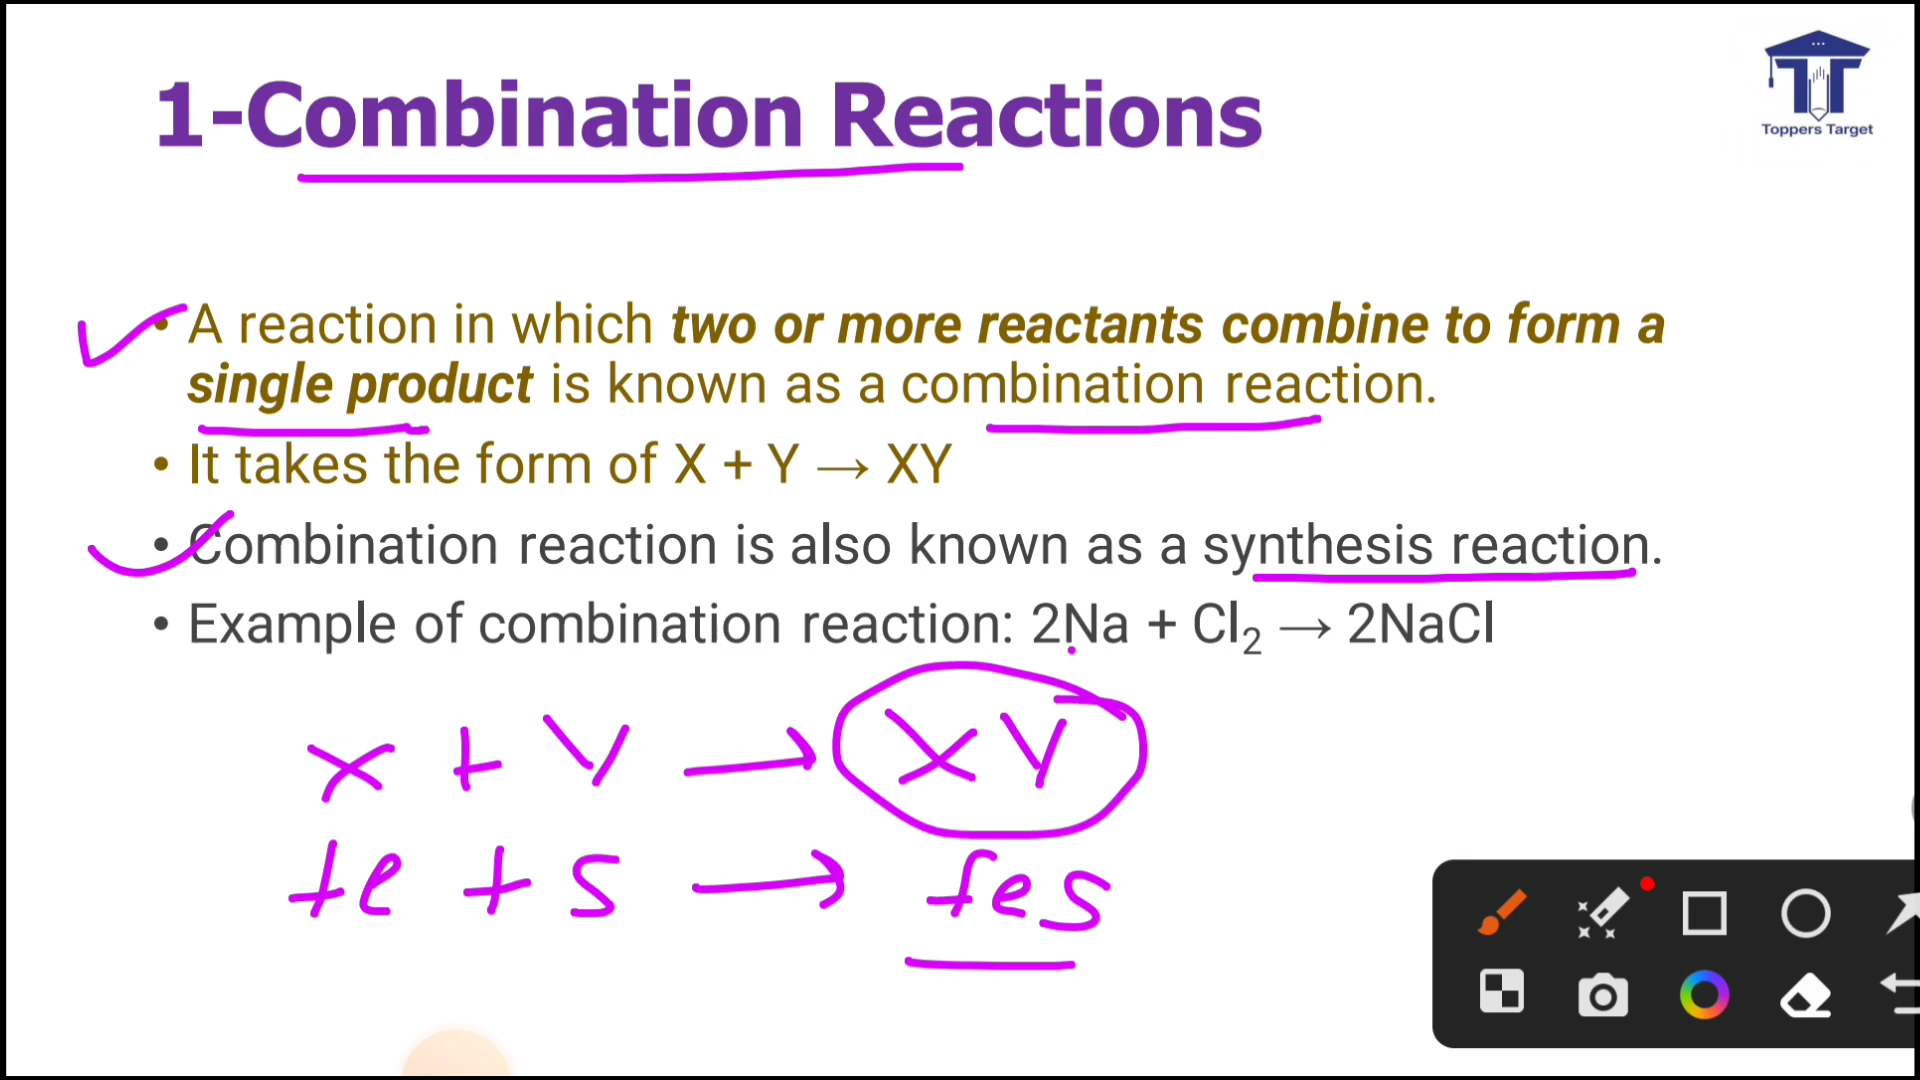 1-Combination Reactions
Toppers Target
• A reaction in which two or more reactants combine to form a
single product is known as a combination reaction.
• It takes the form of X + Y → XY
• Combination reaction is also known as a synthesis reaction.
• Example of combination reaction: 2Na + Cl₂ → 2NaCl
x + y → XY
fe + s → fes